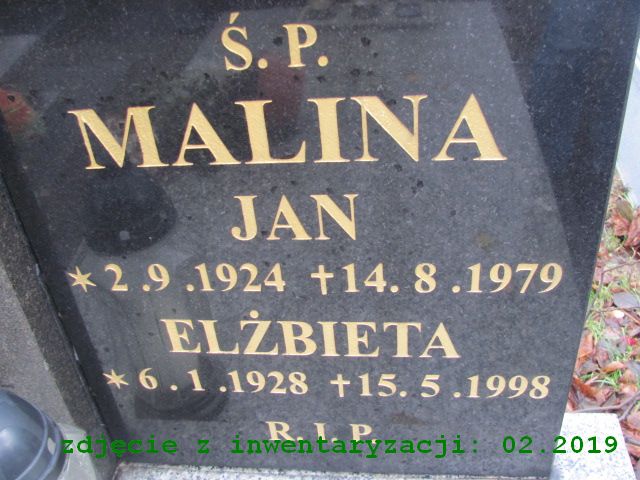 Ś. P.
MALINA
JAN
✶ 2 .9 .1924 †14. 8 .1979
ELŻBIETA
✶ 6 . 1 .1928 †15. 5 .1998
R. I. P.
zdjęcie z inwentaryzacji: 02.2019